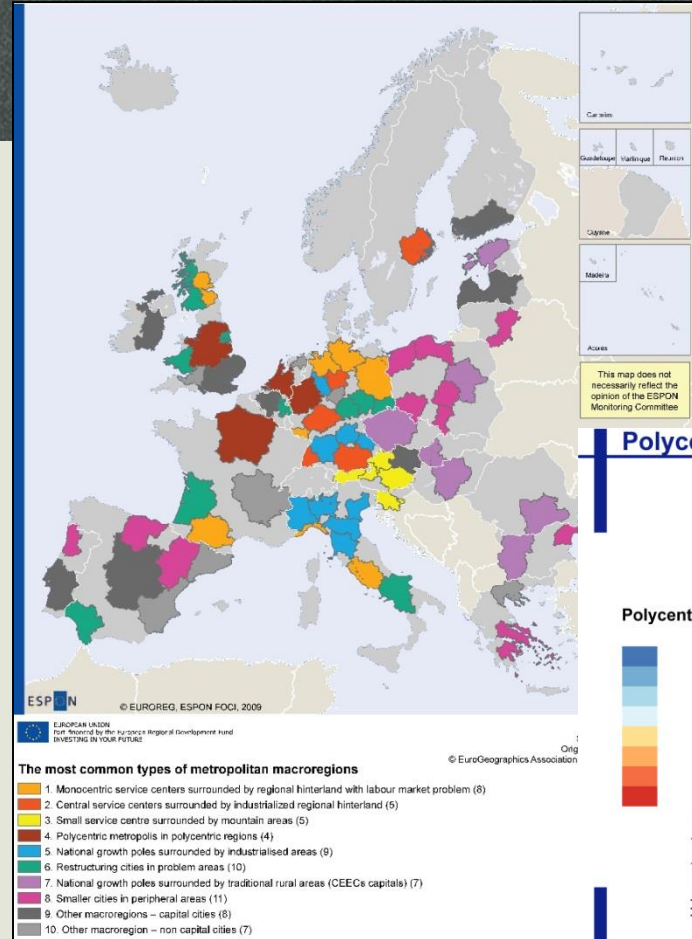 Canaries
Guadeloupe Martinique Reunion
Guyane
Madeira
Acores
This map does not
necessarily reflect the
opinion of the ESPON
Monitoring Committee
Polyce
Polycent
ESPON
© EUROREG, ESPON FOCI, 2009
EUROPEAN UNION
Part-financed by the European Regional Development Fund
INVESTING IN YOUR FUTURE
Orig
© EuroGeographics Association
The most common types of metropolitan macroregions
1. Monocentric service centers surrounded by regional hinterland with labour market problem (8)
2. Central service centers surrounded by industrialized regional hinterland (5)
3. Small service centre surrounded by mountain areas (5)
4. Polycentric metropolis in polycentric regions (4)
5. National growth poles surrounded by industrialised areas (9)
6. Restructuring cities in problem areas (10)
7. National growth poles surrounded by traditional rural areas (CEECs capitals) (7)
8. Smaller cities in peripheral areas (11)
9. Other macroregions – capital cities (8)
10. Other macroregion – non capital cities (7)